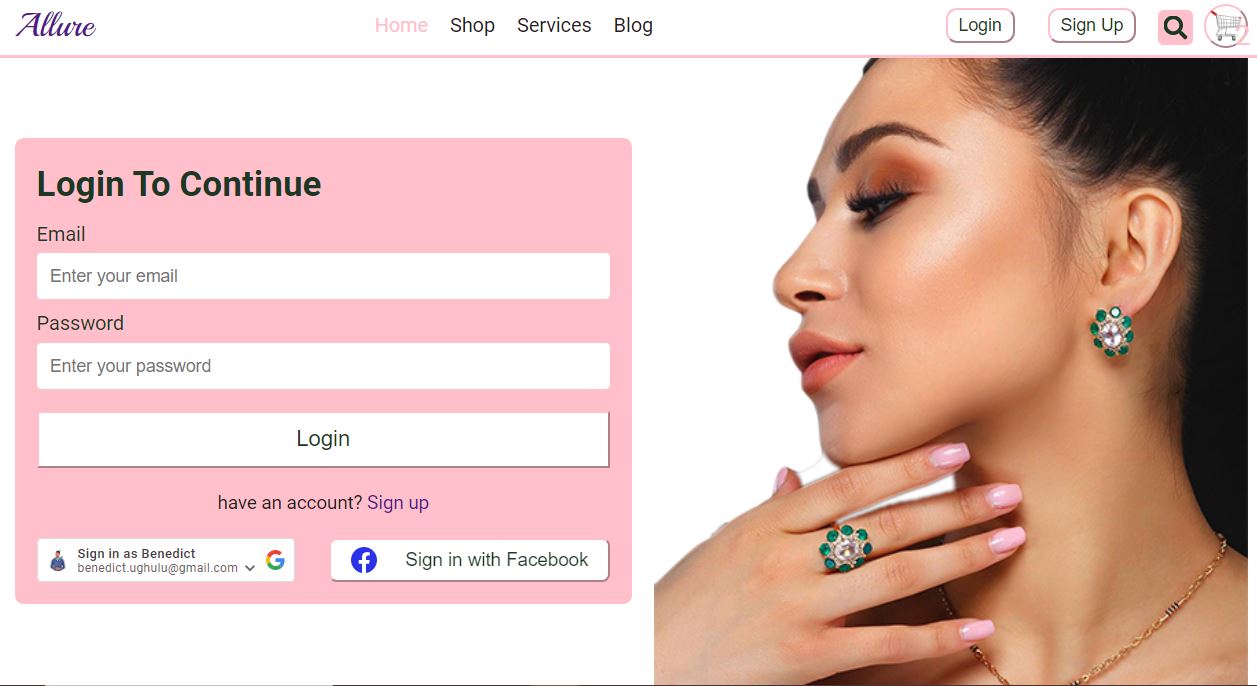 Allure
Home Shop Services Blog
Login
Sign Up
Login To Continue
Email
Enter your email
Password
Enter your password
Login
have an account? Sign up
Sign in as Benedict
benedict.ughulu@gmail.com
Sign in with Facebook